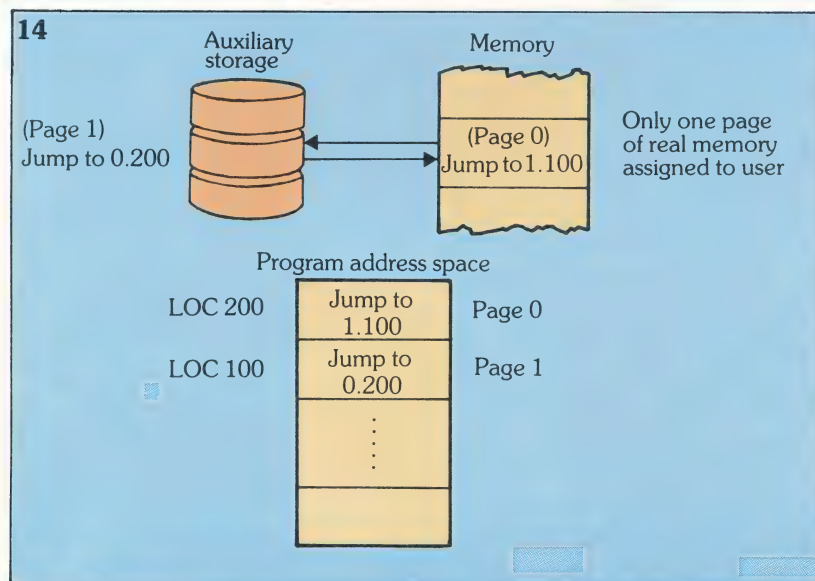 14
Auxiliary
storage
Memory
(Page 1)
Jump to 0.200
(Page 0)
Jump to 1.100
Only one page
of real memory
assigned to user
Program address space
LOC 200
Jump to
1.100
Page 0
LOC 100
Jump to
0.200
Page 1